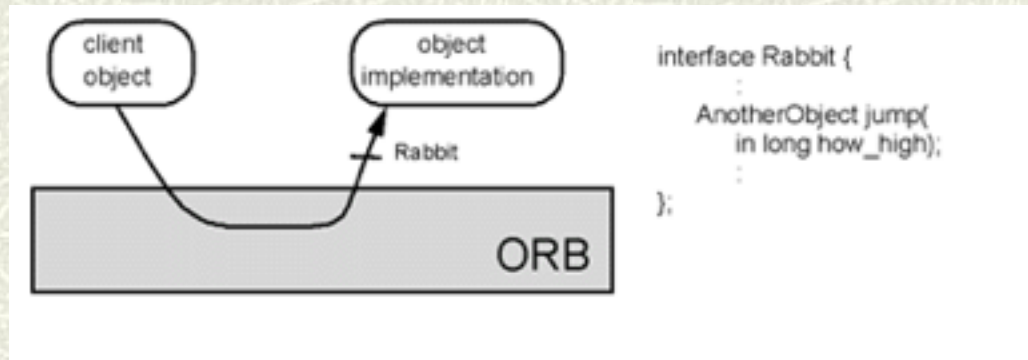 client
object
object
implementation
Rabbit
ORB
interface Rabbit {
:
AnotherObject jump(
in long how_high);
:
};